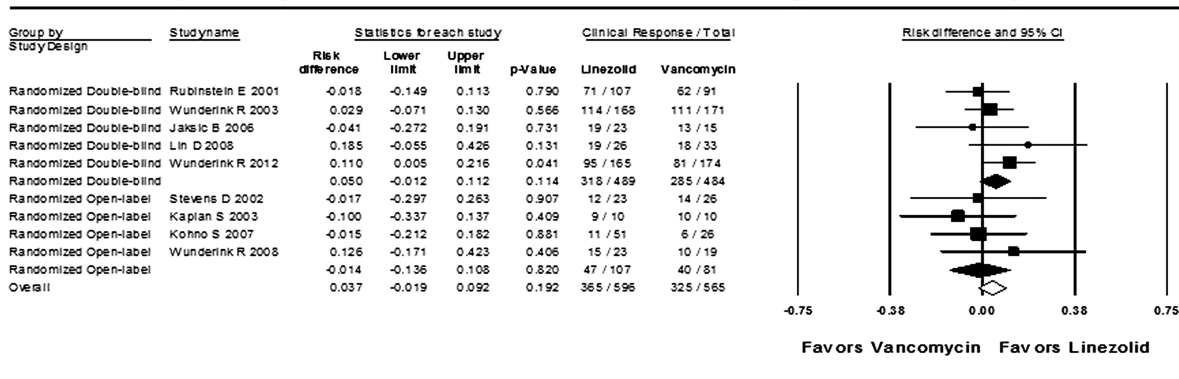 Group by Study name Statistics for each study Clinical Response / Total Risk difference and 95% CI
Study Design
Risk difference Lower limit Upper limit p-Value Linezolid Vancomycin
Randomized Double-blind Rubinstein E 2001 -0.018 -0.149 0.113 0.790 71 / 107 62 / 91
Randomized Double-blind Wunderink R 2003 0.029 -0.071 0.130 0.566 114 / 168 111 / 171
Randomized Double-blind Jaksic B 2006 -0.041 -0.272 0.191 0.731 19 / 23 13 / 15
Randomized Double-blind Lin D 2008 0.185 -0.055 0.426 0.131 19 / 26 18 / 33
Randomized Double-blind Wunderink R 2012 0.110 0.005 0.216 0.041 95 / 165 81 / 174
Randomized Double-blind 0.050 -0.012 0.112 0.114 318 / 489 285 / 484
Randomized Open-label Stevens D 2002 -0.017 -0.297 0.263 0.907 12 / 23 14 / 26
Randomized Open-label Kaplan S 2003 -0.100 -0.337 0.137 0.409 9 / 10 10 / 10
Randomized Open-label Kohno S 2007 -0.015 -0.212 0.182 0.881 11 / 51 6 / 26
Randomized Open-label Wunderink R 2008 0.126 -0.171 0.423 0.406 15 / 23 10 / 19
Randomized Open-label -0.014 -0.136 0.108 0.820 47 / 107 40 / 81
Overall 0.037 -0.019 0.092 0.192 365 / 596 325 / 565
-0.75 -0.38 0.00 0.38 0.75
Favors Vancomycin Favors Linezolid